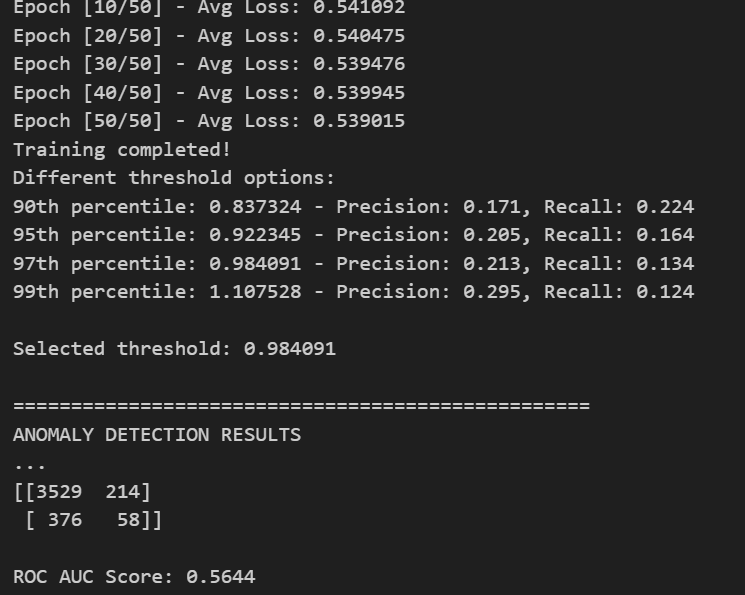 Epoch [10/50] - Avg Loss: 0.541092
Epoch [20/50] - Avg Loss: 0.540475
Epoch [30/50] - Avg Loss: 0.539476
Epoch [40/50] - Avg Loss: 0.539945
Epoch [50/50] - Avg Loss: 0.539015
Training completed!
Different threshold options:
90th percentile: 0.837324 - Precision: 0.171, Recall: 0.224
95th percentile: 0.922345 - Precision: 0.205, Recall: 0.164
97th percentile: 0.984091 - Precision: 0.213, Recall: 0.134
99th percentile: 1.107528 - Precision: 0.295, Recall: 0.124
Selected threshold: 0.984091
==================================================
ANOMALY DETECTION RESULTS
...
[[3529  214]
 [ 376   58]]
ROC AUC Score: 0.5644